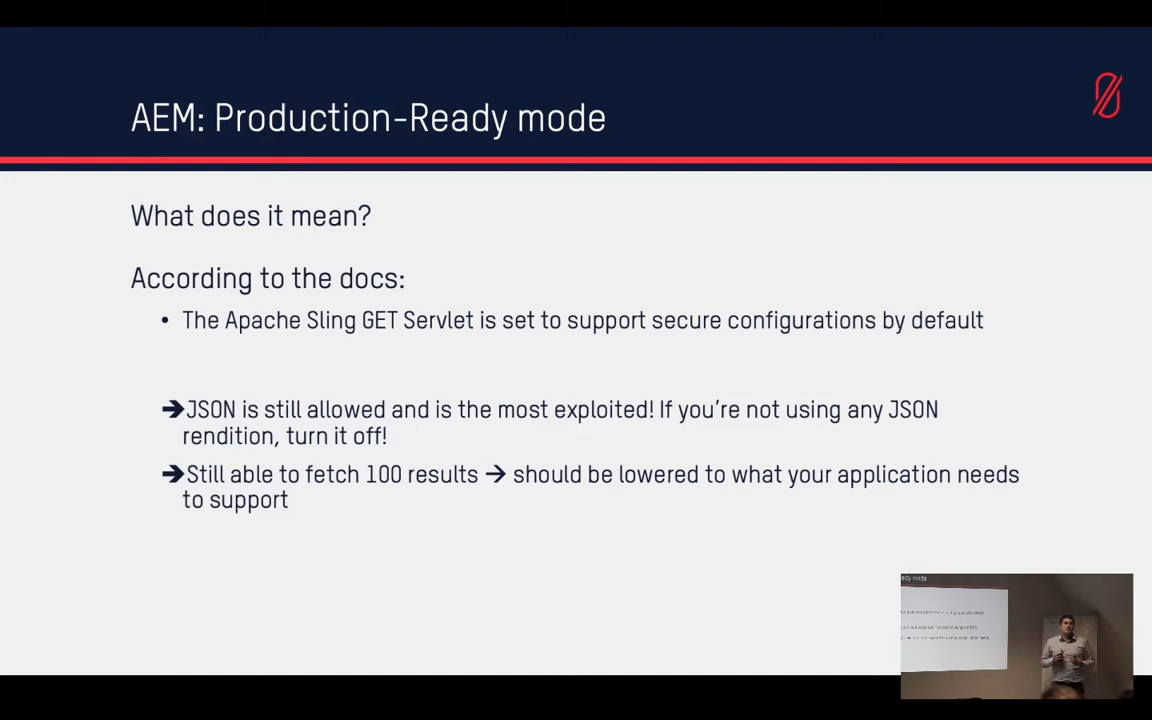 AEM: Production-Ready mode
What does it mean?
According to the docs:
• The Apache Sling GET Servlet is set to support secure configurations by default
➔JSON is still allowed and is the most exploited! If you're not using any JSON
rendition, turn it off!
➔Still able to fetch 100 results → should be lowered to what your application needs
to support